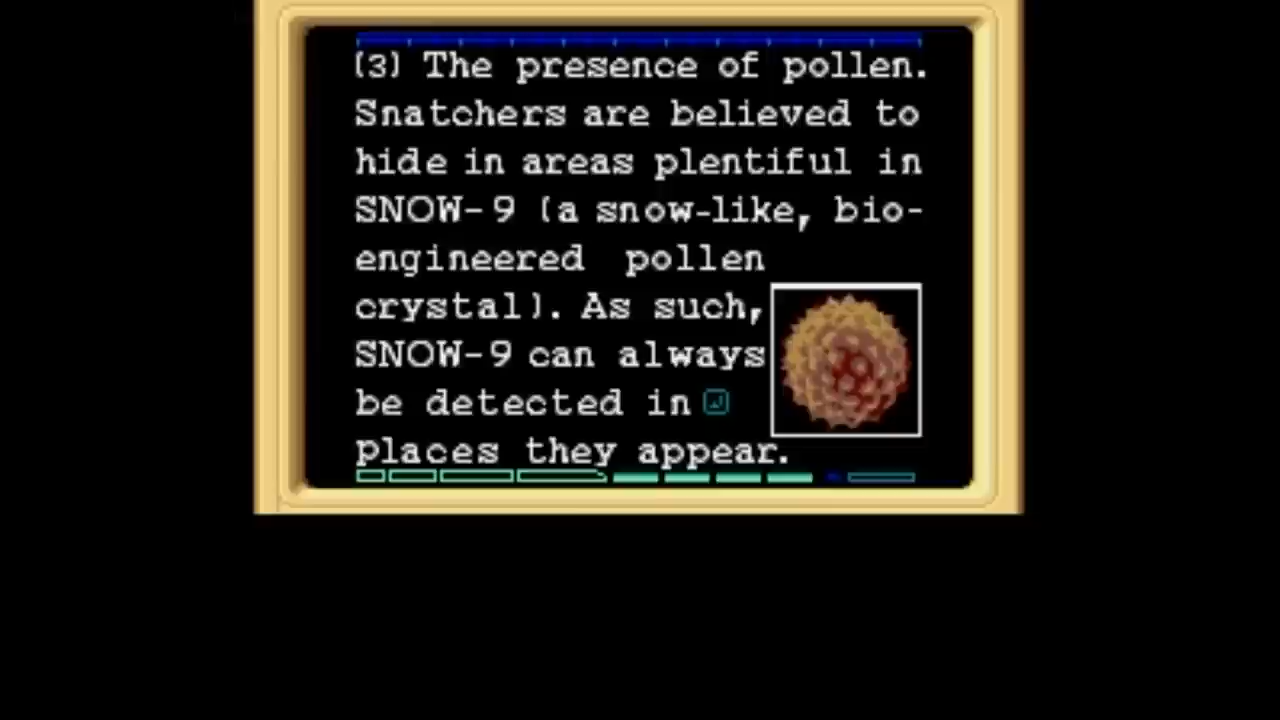 (3) The presence of pollen.
Snatchers are believed to
hide in areas plentiful in
SNOW-9 (a snow-like, bio-
engineered pollen
crystal). As such,
SNOW-9 can always
be detected in
places they appear.